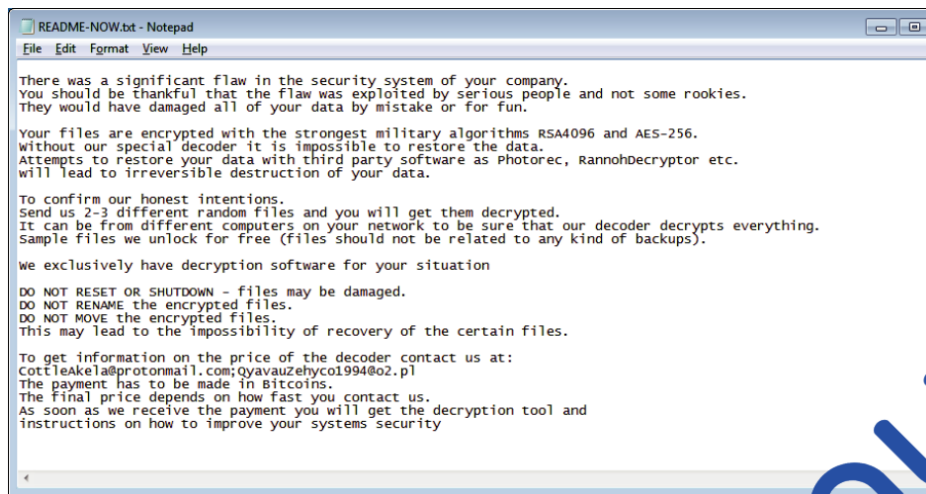 README-NOW.txt - Notepad
File Edit Format View Help
There was a significant flaw in the security system of your company.
You should be thankful that the flaw was exploited by serious people and not some rookies.
They would have damaged all of your data by mistake or for fun.
Your files are encrypted with the strongest military algorithms RSA4096 and AES-256.
Without our special decoder it is impossible to restore the data.
Attempts to restore your data with third party software as Photorec, RannohDecryptor etc.
will lead to irreversible destruction of your data.
To confirm our honest intentions.
Send us 2-3 different random files and you will get them decrypted.
It can be from different computers on your network to be sure that our decoder decrypts everything.
Sample files we unlock for free (files should not be related to any kind of backups).
We exclusively have decryption software for your situation
DO NOT RESET OR SHUTDOWN - files may be damaged.
DO NOT RENAME the encrypted files.
DO NOT MOVE the encrypted files.
This may lead to the impossibility of recovery of the certain files.
To get information on the price of the decoder contact us at:
CottleAkela@protonmail.com;QyavauZehyco1994@o2.pl
The payment has to be made in Bitcoins.
The final price depends on how fast you contact us.
As soon as we receive the payment you will get the decryption tool and
instructions on how to improve your systems security